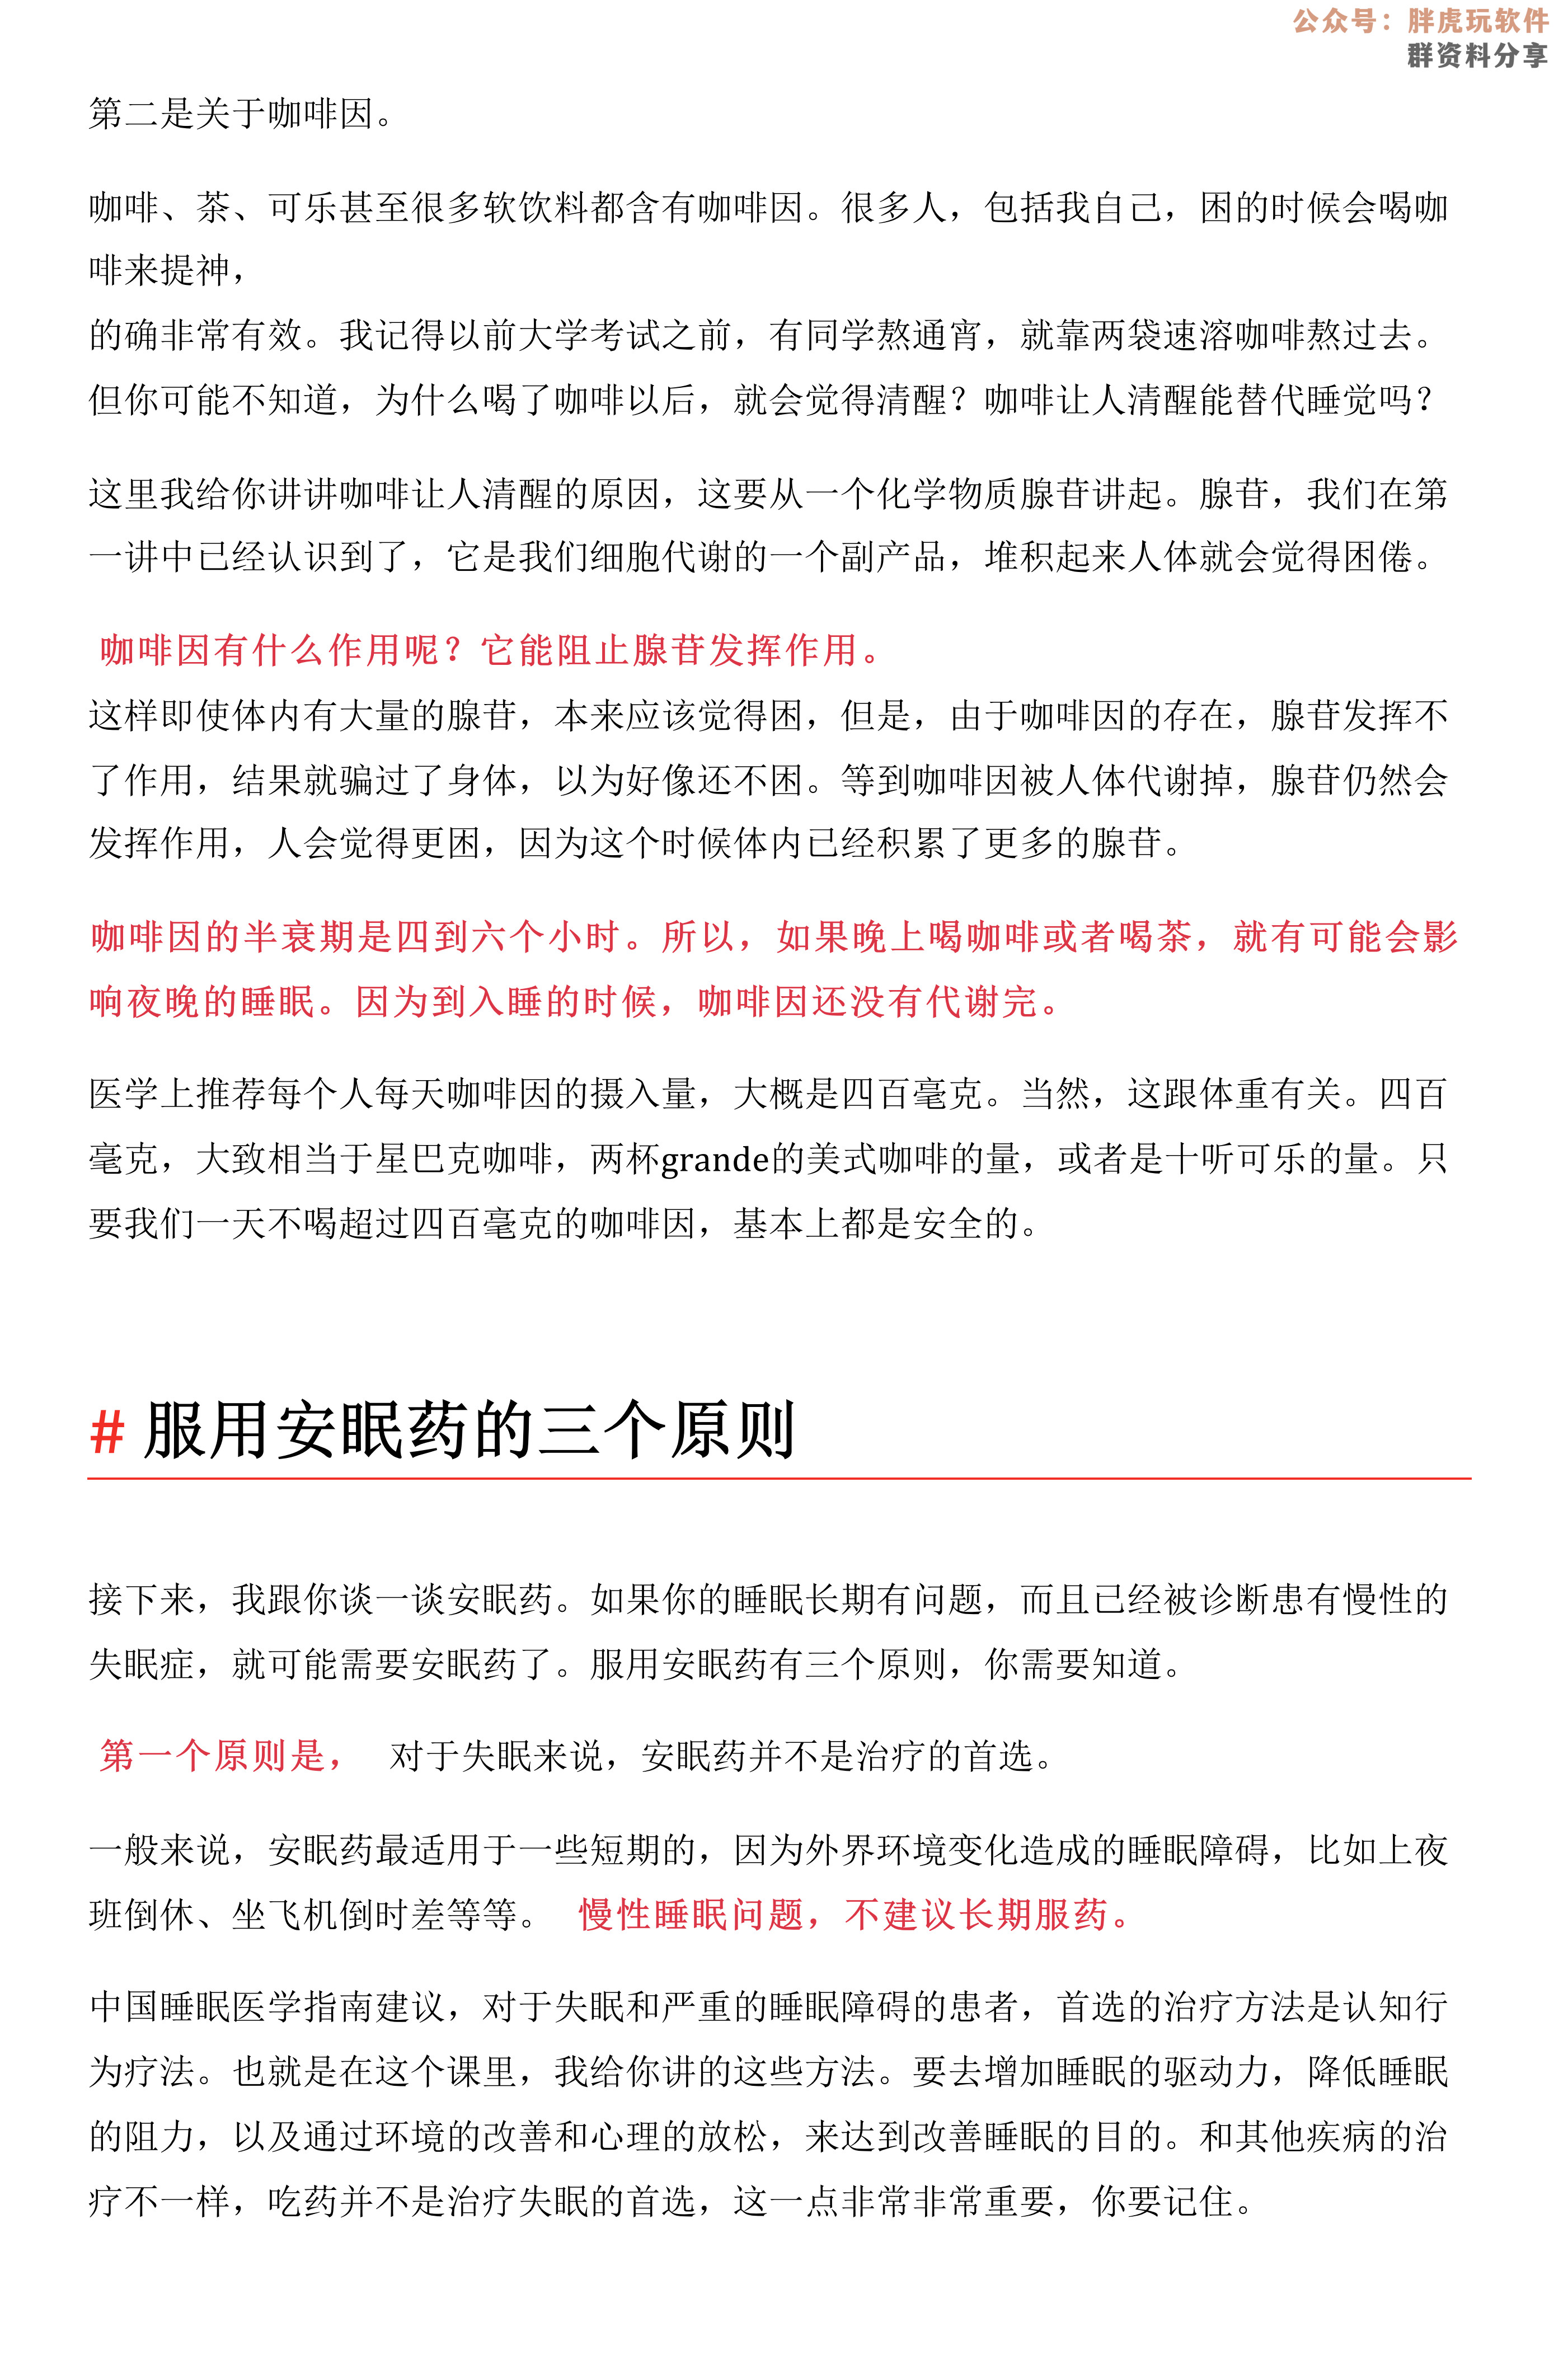 公众号：胖虎玩软件
群资料分享
第二是关于咖啡因。
咖啡、茶、可乐甚至很多软饮料都含有咖啡因。很多人，包括我自己，困的时候会喝咖
啡来提神，
的确非常有效。我记得以前大学考试之前，有同学熬通宵，就靠两袋速溶咖啡熬过去。
但你可能不知道，为什么喝了咖啡以后，就会觉得清醒？咖啡让人清醒能替代睡觉吗？
这里我给你讲讲咖啡让人清醒的原因，这要从一个化学物质腺苷讲起。腺苷，我们在第
一讲中已经认识到了，它是我们细胞代谢的一个副产品，堆积起来人体就会觉得困倦。
咖啡因有什么作用呢？它能阻止腺苷发挥作用。
这样即使体内有大量的腺苷，本来应该觉得困，但是，由于咖啡因的存在，腺苷发挥不
了作用，结果就骗过了身体，以为好像还不困。等到咖啡因被人体代谢掉，腺苷仍然会
发挥作用，人会觉得更困，因为这个时候体内已经积累了更多的腺苷。
咖啡因的半衰期是四到六个小时。所以，如果晚上喝咖啡或者喝茶，就有可能会影
响夜晚的睡眠。因为到入睡的时候，咖啡因还没有代谢完。
医学上推荐每个人每天咖啡因的摄入量，大概是四百毫克。当然，这跟体重有关。四百
毫克，大致相当于星巴克咖啡，两杯grande的美式咖啡的量，或者是十听可乐的量。只
要我们一天不喝超过四百毫克的咖啡因，基本上都是安全的。
# 服用安眠药的三个原则
接下来，我跟你谈一谈安眠药。如果你的睡眠长期有问题，而且已经被诊断患有慢性的
失眠症，就可能需要安眠药了。服用安眠药有三个原则，你需要知道。
第一个原则是， 对于失眠来说，安眠药并不是治疗的首选。
一般来说，安眠药最适用于一些短期的，因为外界环境变化造成的睡眠障碍，比如上夜
班倒休、坐飞机倒时差等等。 慢性睡眠问题，不建议长期服药。
中国睡眠医学指南建议，对于失眠和严重的睡眠障碍的患者，首选的治疗方法是认知行
为疗法。也就是在这个课里，我给你讲的这些方法。要去增加睡眠的驱动力，降低睡眠
的阻力，以及通过环境的改善和心理的放松，来达到改善睡眠的目的。和其他疾病的治
疗不一样，吃药并不是治疗失眠的首选，这一点非常非常重要，你要记住。